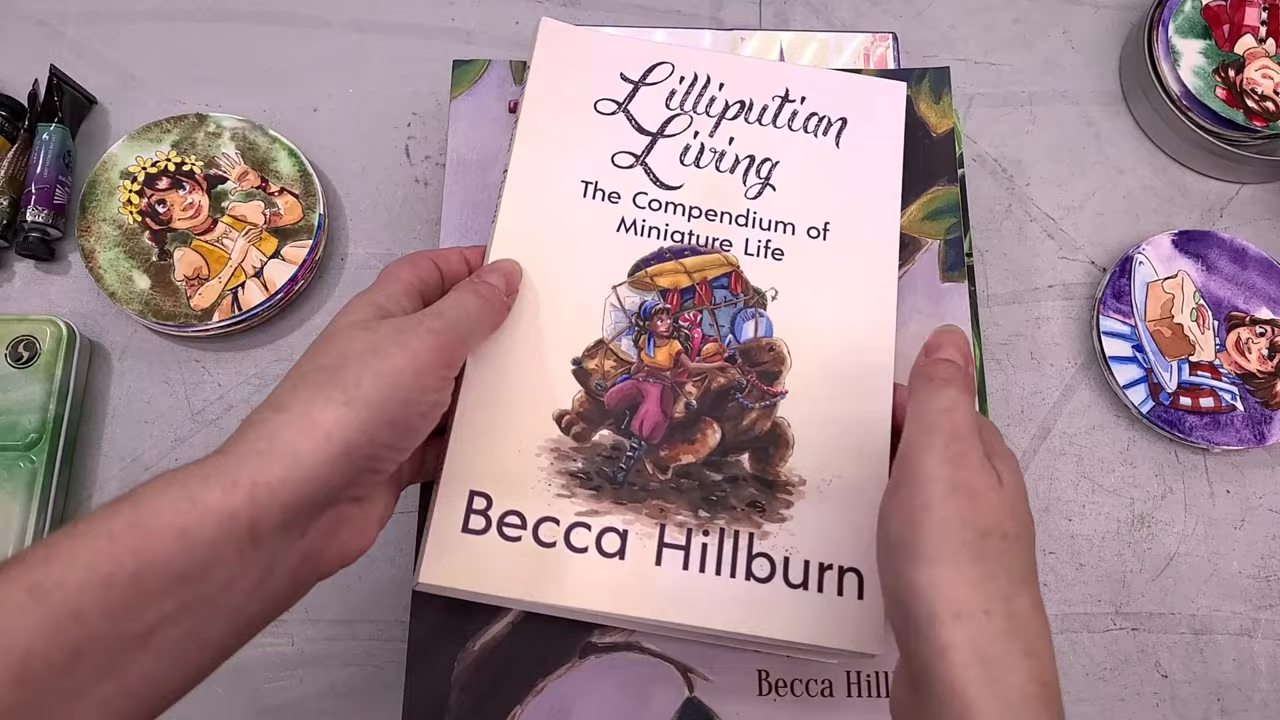 Lilliputian
Living
The Compendium of
Miniature Life
Becca Hillburn
Becca Hill